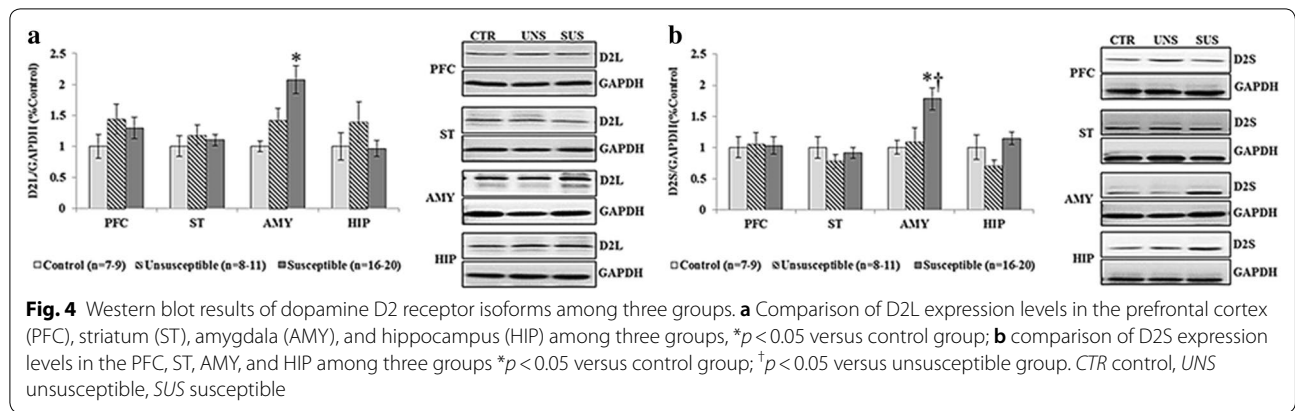 a
D2L/GAPDH (%Control)
2.5
2
1.5
1
0.5
0
*
PFC ST AMY HIP
Control (n=7-9) Unsusceptible (n=8-11) Susceptible (n=16-20)
CTR UNS SUS
PFC
D2L
GAPDH
ST
D2L
GAPDH
AMY
D2L
GAPDH
HIP
D2L
GAPDH
b
D2S/GAPDH(%Control)
2.5
2
1.5
1
0.5
0
*†
PFC ST AMY HIP
Control (n=7-9) Unsusceptible (n=8-11) Susceptible (n=16-20)
CTR UNS SUS
PFC
D2S
GAPDH
ST
D2S
GAPDH
AMY
D2S
GAPDH
HIP
D2S
GAPDH
Fig. 4 Western blot results of dopamine D2 receptor isoforms among three groups. a Comparison of D2L expression levels in the prefrontal cortex
(PFC), striatum (ST), amygdala (AMY), and hippocampus (HIP) among three groups, *p < 0.05 versus control group; b comparison of D2S expression
levels in the PFC, ST, AMY, and HIP among three groups *p < 0.05 versus control group; †p < 0.05 versus unsusceptible group. CTR control, UNS
unsusceptible, SUS susceptible